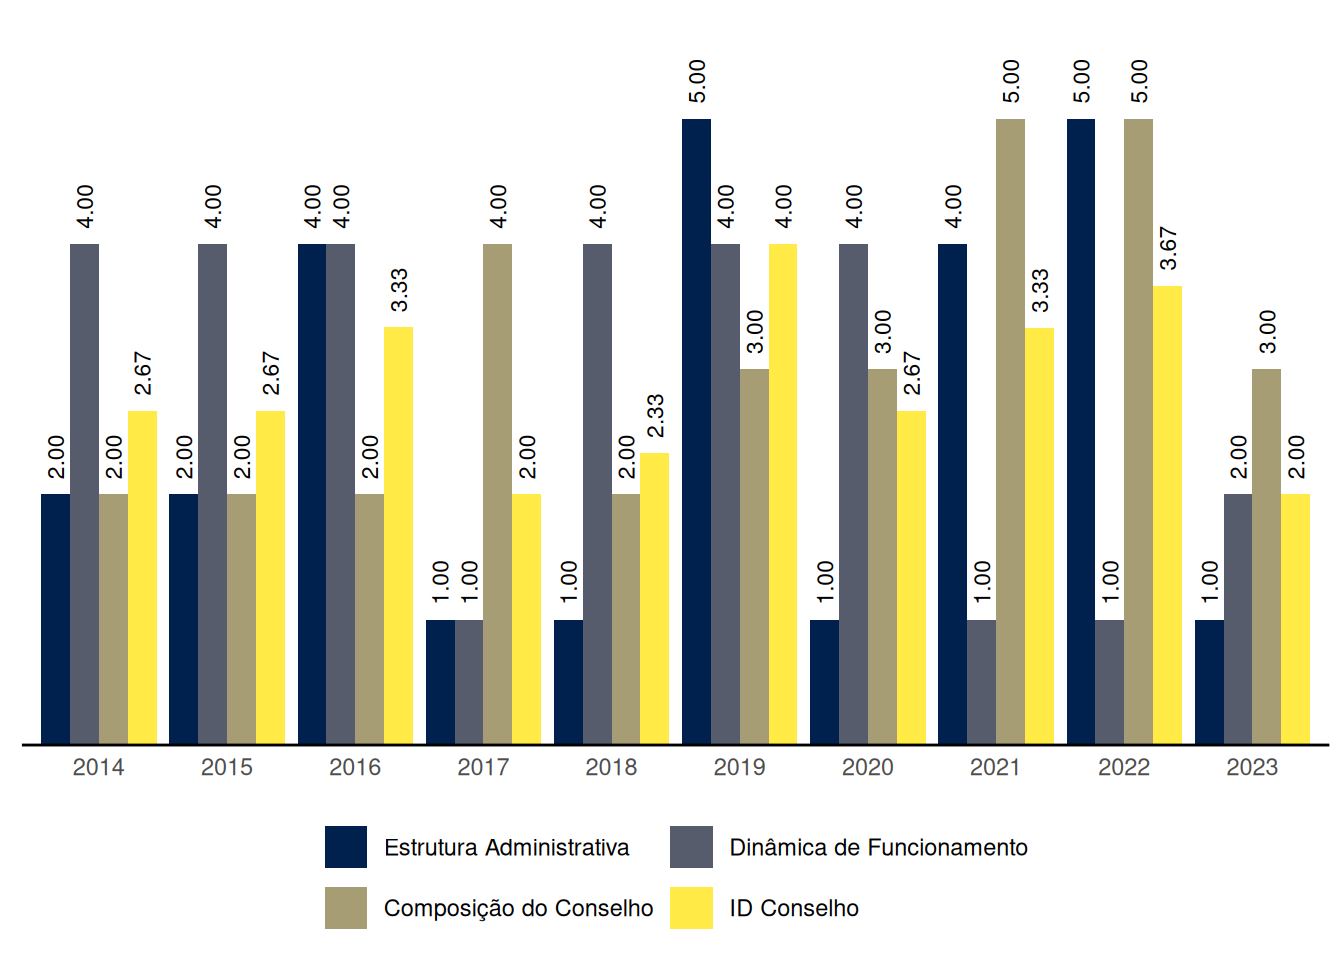 5.00 5.00 5.00 5.00
4.00 4.00 4.00 4.00 4.00 4.00 4.00 4.00 4.00 4.00
3.67
3.33 3.33
3.00 3.00 3.00
2.67 2.67 2.67
2.33
2.00 2.00 2.00 2.00 2.00 2.00 2.00 2.00 2.00
1.00 1.00 1.00 1.00 1.00 1.00 1.00
2014 2015 2016 2017 2018 2019 2020 2021 2022 2023
Estrutura Administrativa Dinâmica de Funcionamento
Composição do Conselho ID Conselho